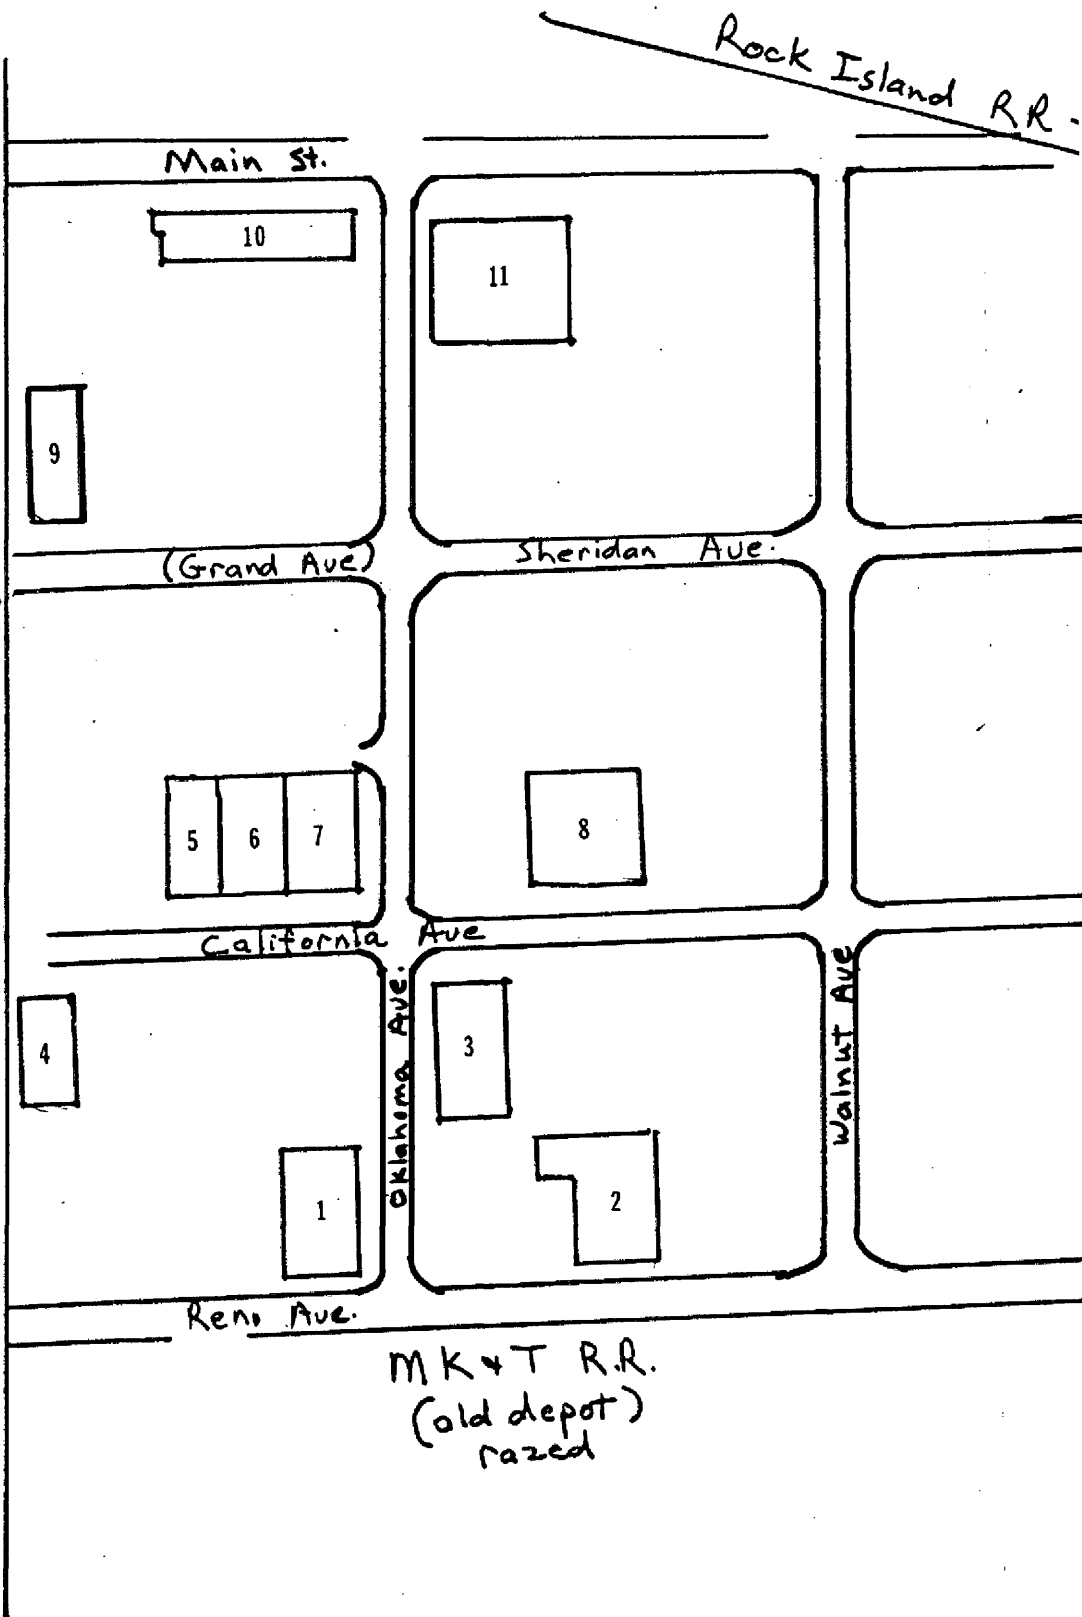 Rock Island R.R.
Main St.
10
11
9
(Grand Ave) Sheridan Ave.
5 6 7
8
California Ave
Oklahoma Ave.
Walnut Ave
4
3
1
2
Reno Ave.
MK&T R.R.
(old depot)
razed